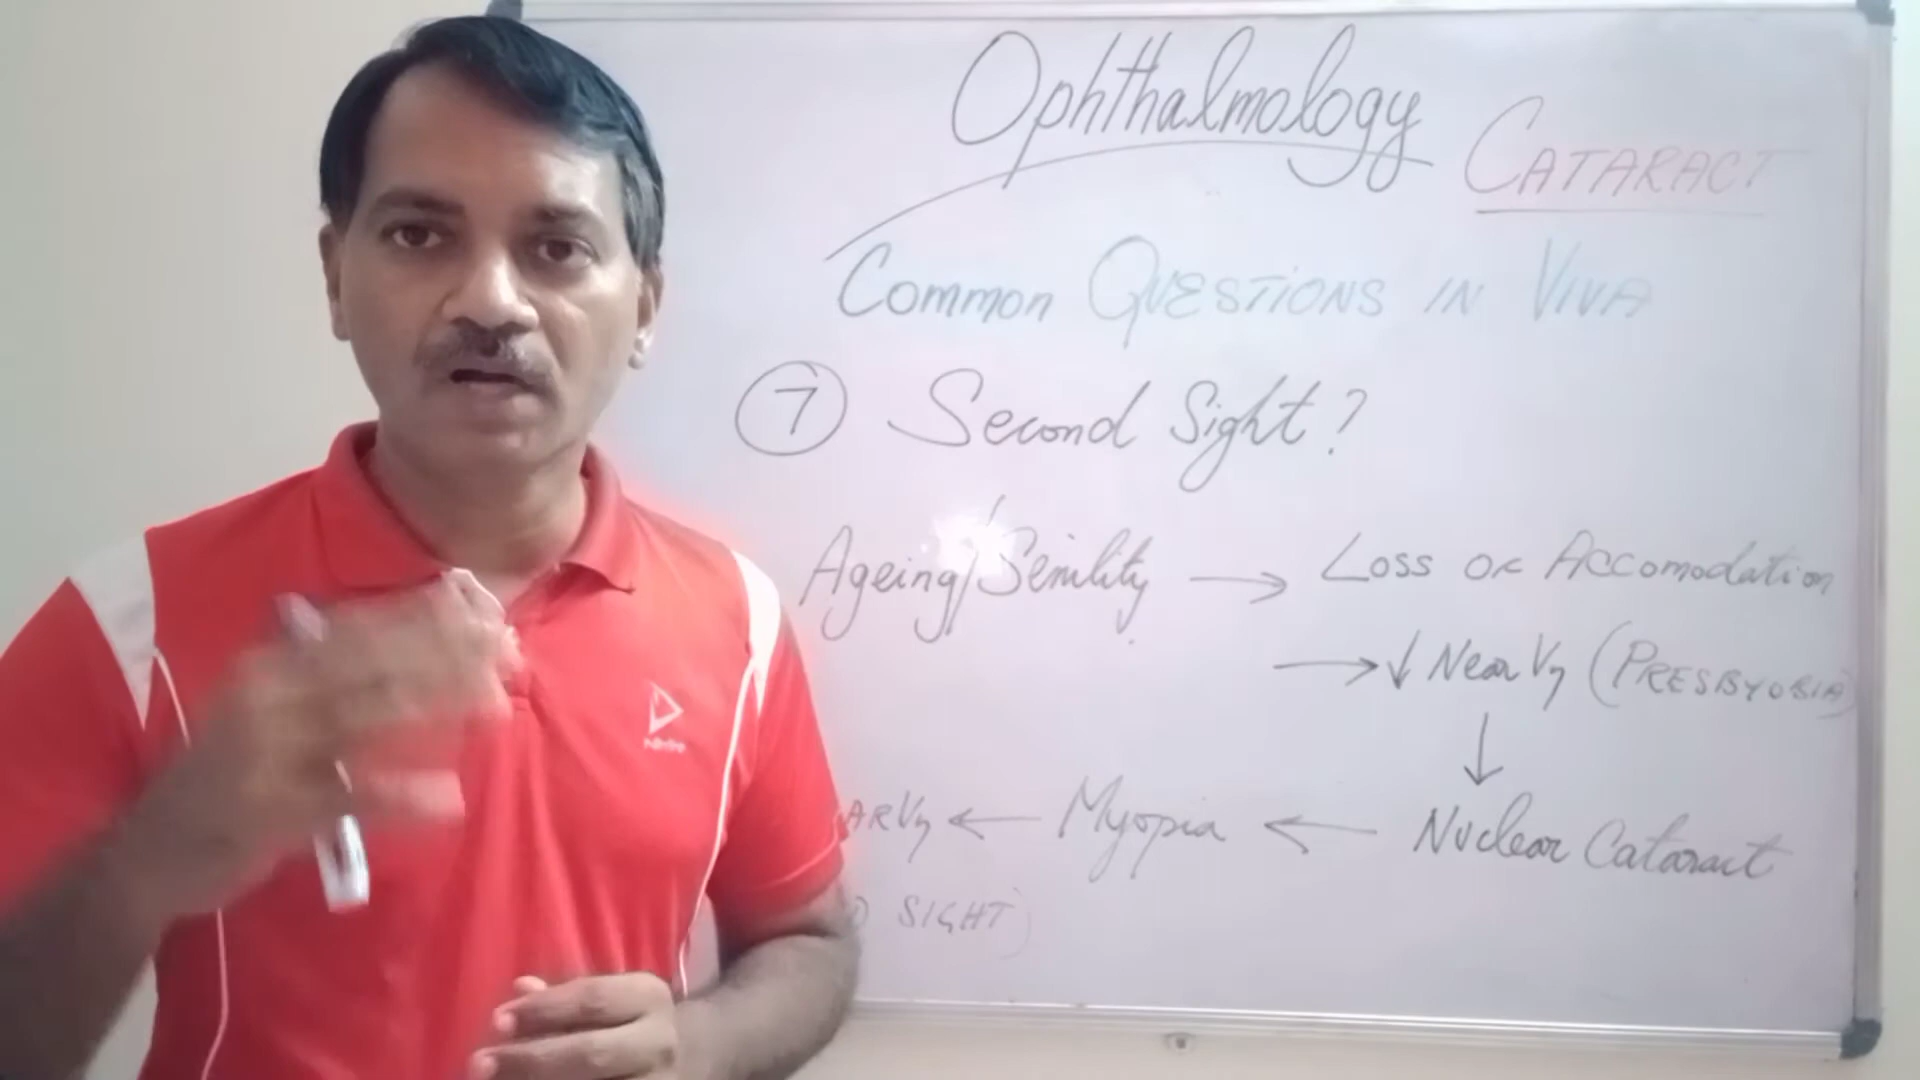 Ophthalmology
CATARACT
COMMON QUESTIONS IN VIVA
7 Second Sight?
Ageing/Senility → Loss of Accomodation
→ ↓ Near Vn (PRESBYOBIA)
↓
ARVn ← Myopia ← Nuclear Cataract
SIGHT)